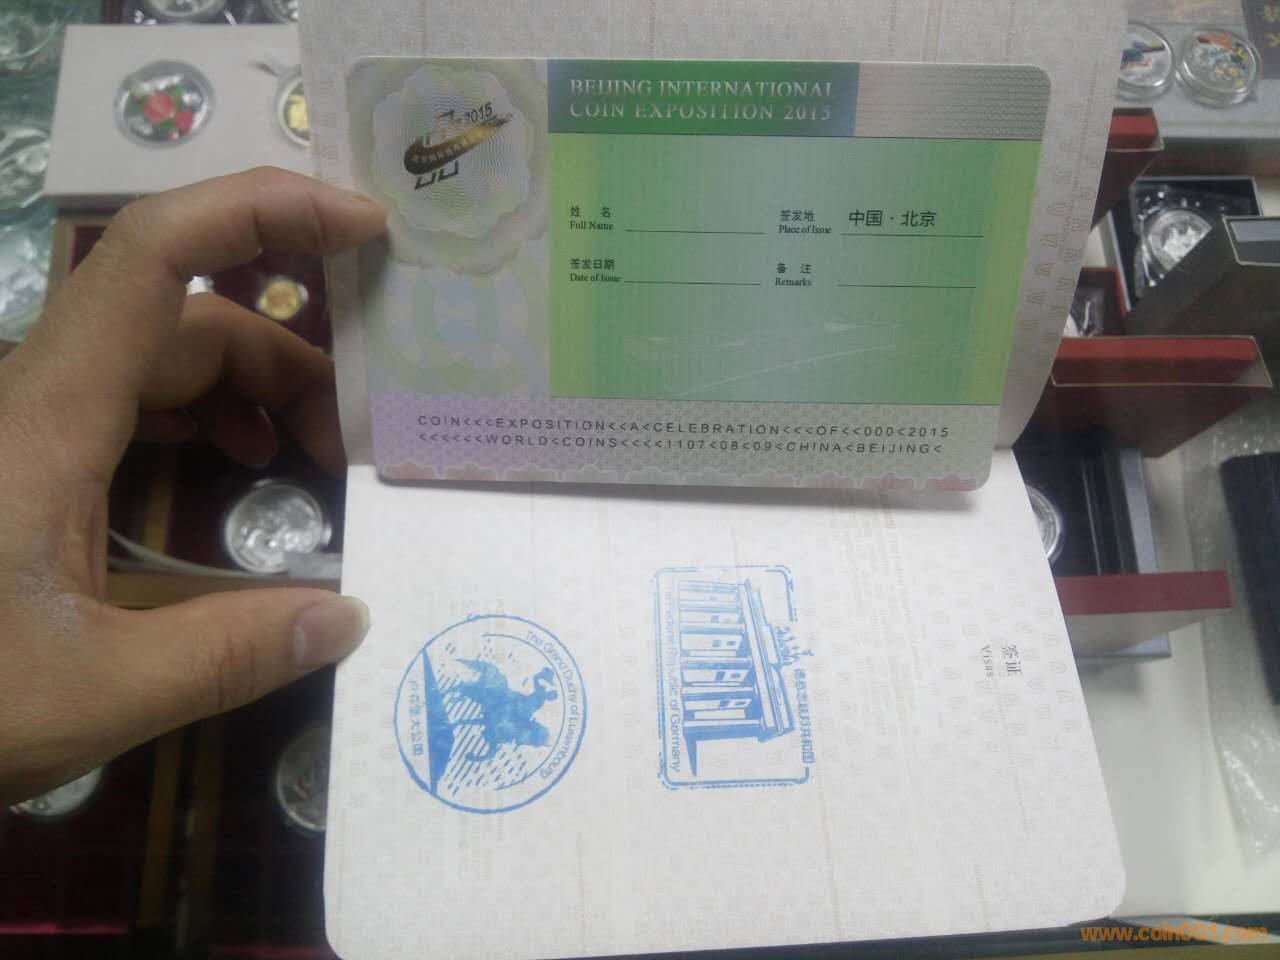 BEIJING INTERNATIONAL
COIN EXPOSITION 2015
2015
姓 名
Full Name
签发地
Place of Issue
中国·北京
签发日期
Date of Issue
备 注
Remarks
COIN<<<EXPOSITION<<A<CELEBRATION<<<OF<<000<2015
<<<<<<WORLD<COINS<<<<1107<08<09<CHINA<BEIJING<
The Grand Duchy of Luxembourg
卢森堡大公国
The Federal Republic of Germany
德意志联邦共和国
签证
Visas
www.coin001.com